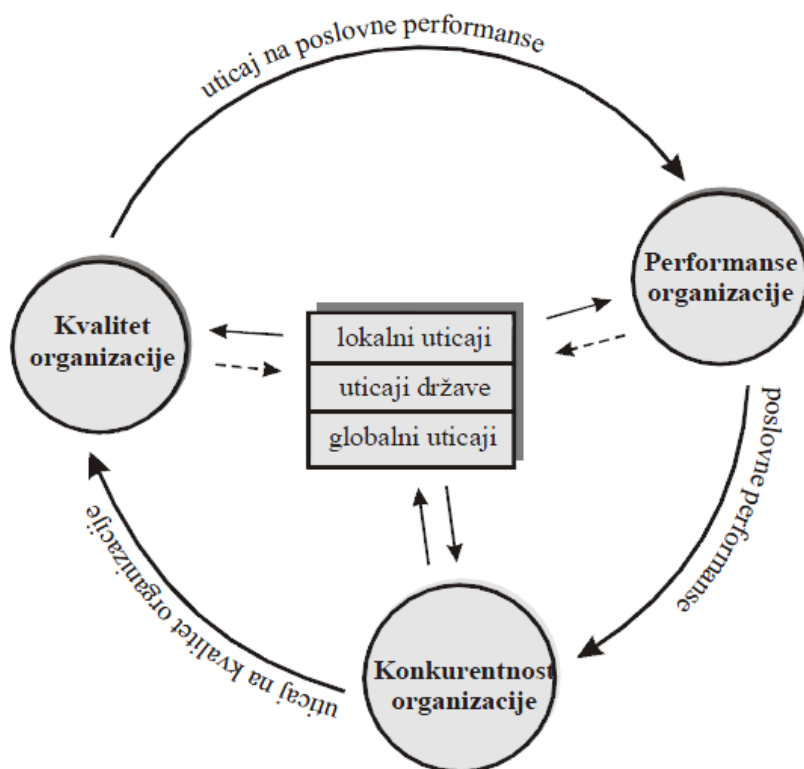 uticaj na poslovne performanse
Performanse
organizacije
Kvalitet
organizacije
lokalni uticaji
uticaji države
globalni uticaji
poslovne performanse
uticaj na kvalitet organizacije
Konkurentnost
organizacije